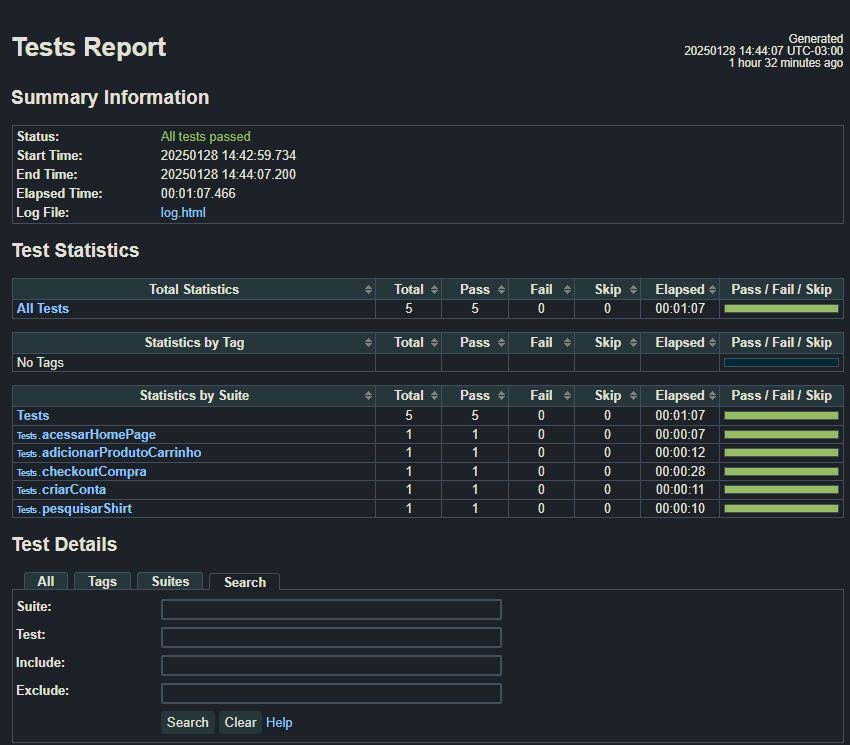 Tests Report
Generated
20250128 14:44:07 UTC-03:00
1 hour 32 minutes ago
Summary Information
Status: All tests passed
Start Time: 20250128 14:42:59.734
End Time: 20250128 14:44:07.200
Elapsed Time: 00:01:07.466
Log File: log.html
Test Statistics
Total Statistics Total Pass Fail Skip Elapsed Pass / Fail / Skip
All Tests 5 5 0 0 00:01:07
Statistics by Tag Total Pass Fail Skip Elapsed Pass / Fail / Skip
No Tags
Statistics by Suite Total Pass Fail Skip Elapsed Pass / Fail / Skip
Tests 5 5 0 0 00:01:07
Tests . acessarHomePage 1 1 0 0 00:00:07
Tests . adicionarProdutoCarrinho 1 1 0 0 00:00:12
Tests . checkoutCompra 1 1 0 0 00:00:28
Tests . criarConta 1 1 0 0 00:00:11
Tests . pesquisarShirt 1 1 0 0 00:00:10
Test Details
All Tags Suites Search
Suite:
Test:
Include:
Exclude:
Search Clear Help